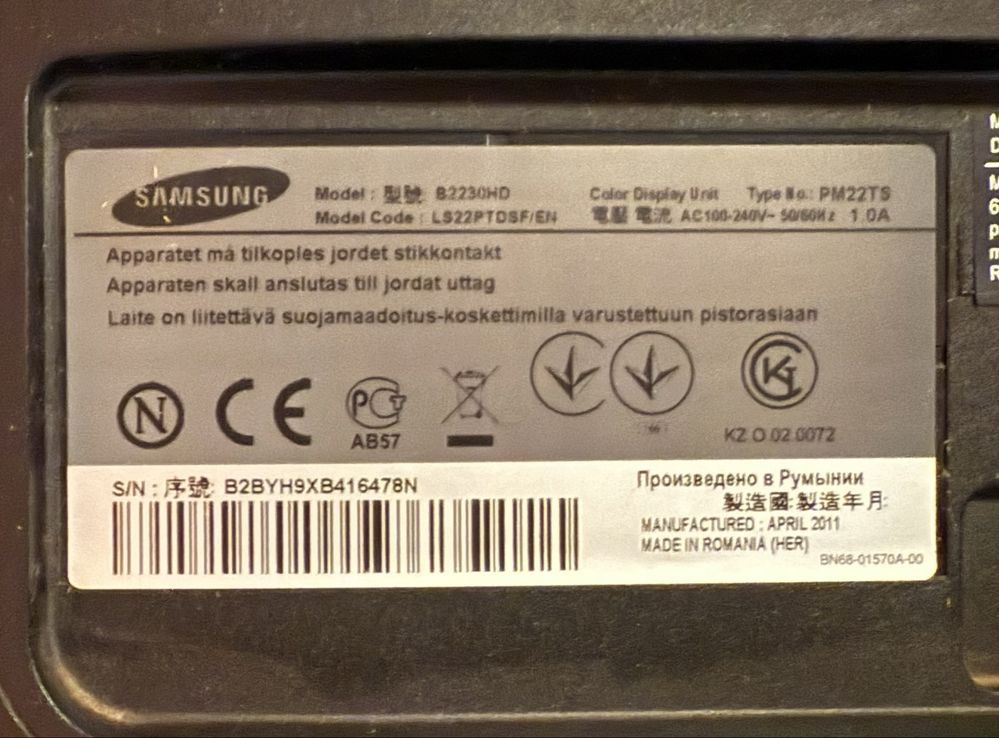 SAMSUNG
Model : 型號 B2230HD
Model Code : LS22PTDSF/EN
Color Display Unit Type No.: PM22TS
電壓 電流 AC100-240V~ 50/60Hz 1.0A
Apparatet må tilkoples jordet stikkontakt
Apparaten skall anslutas till jordat uttag
Laite on liitettävä suojamaadoitus-koskettimilla varustettuun pistorasiaan
N CE PCT
AB57
KZ.O.02.0072
S/N : 序號: B2BYH9XB416478N
Произведено в Румынии
製造國:製造年月:
MANUFACTURED : APRIL 2011
MADE IN ROMANIA (HER)
BN68-01570A-00
M
D
M
6
p
m
R